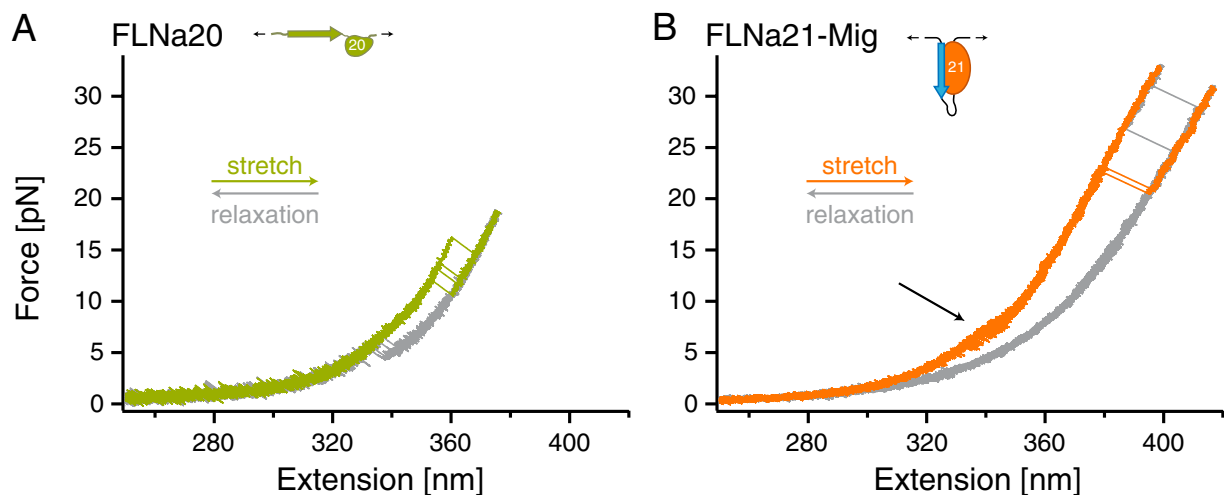 A
FLNa20
20
30
25
20
15
10
5
0
Force [pN]
stretch
relaxation
280
320
360
400
Extension [nm]
B
FLNa21-Mig
21
30
25
20
15
10
5
0
stretch
relaxation
280
320
360
400
Extension [nm]